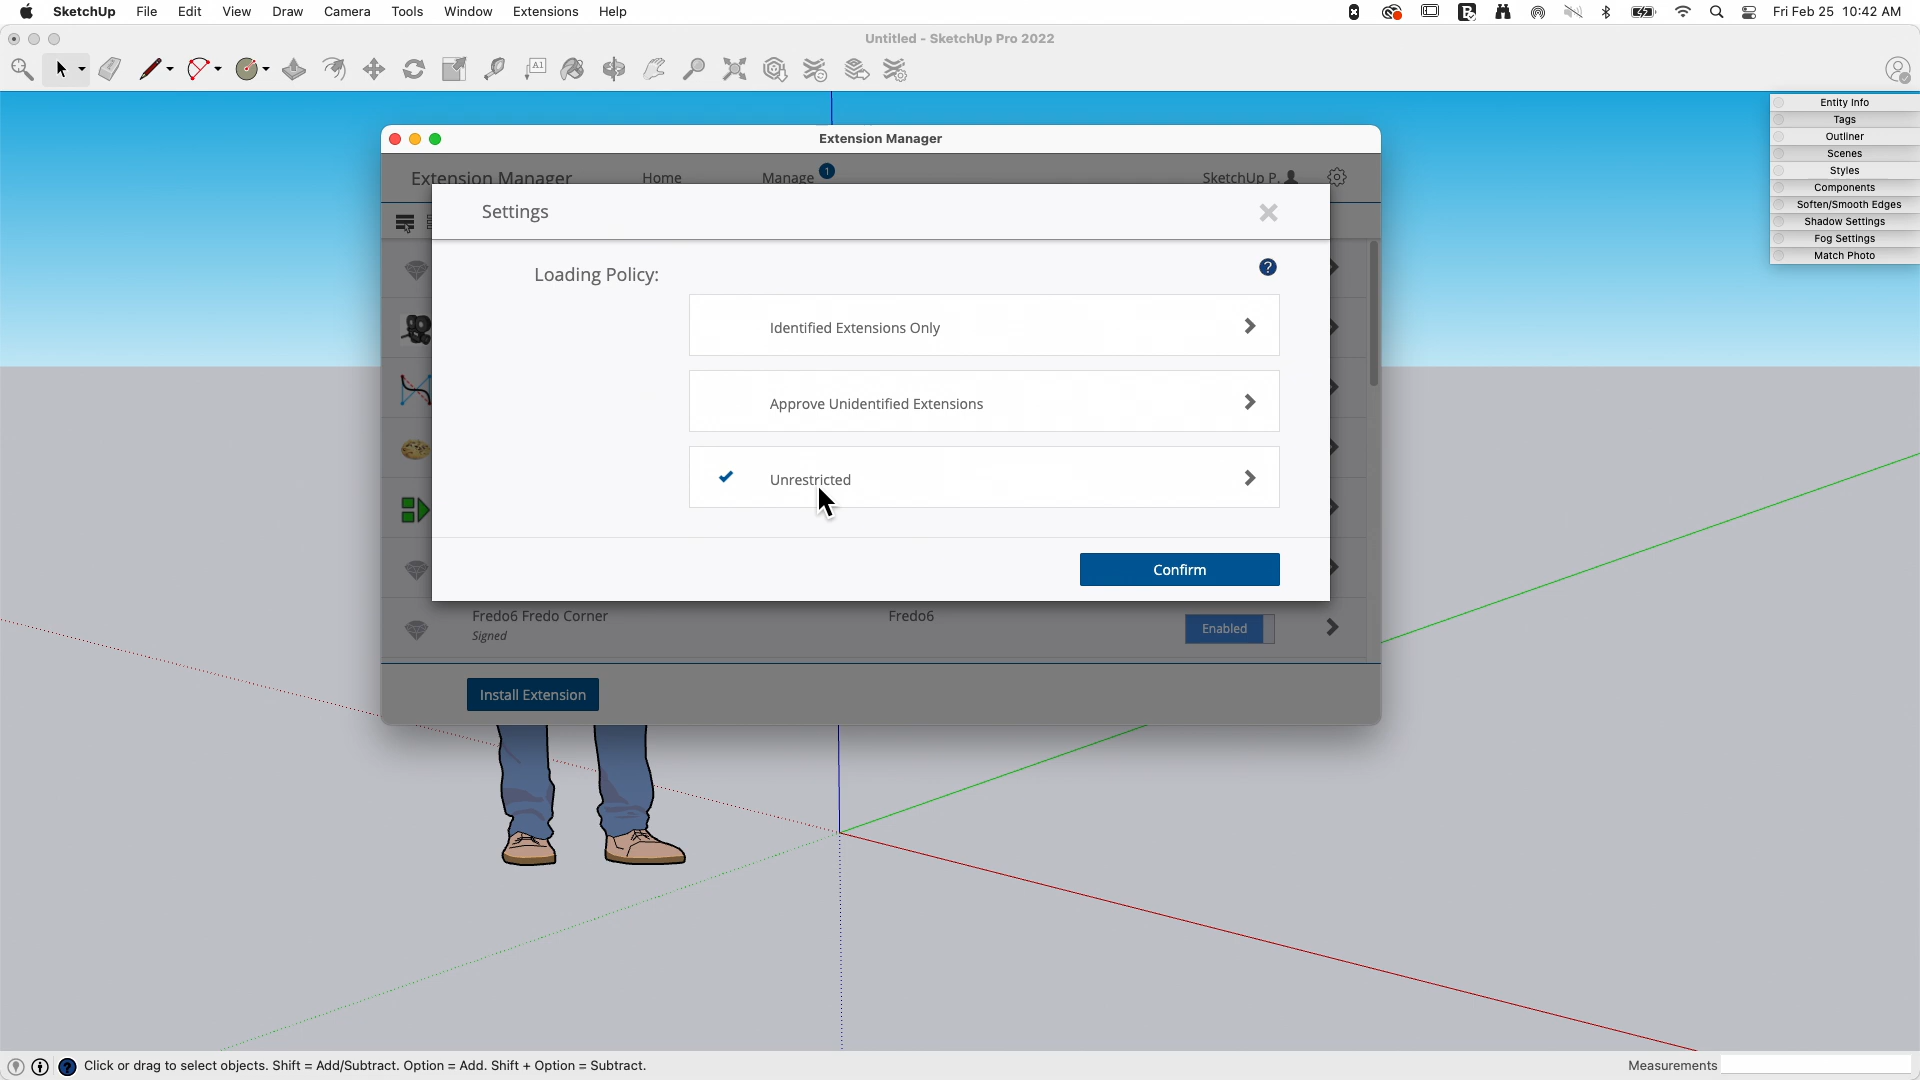 SketchUp File Edit View Draw Camera Tools Window Extensions Help Fri Feb 25 10:42 AM
Untitled - SketchUp Pro 2022
A1
Entity Info
Tags
Outliner
Scenes
Styles
Components
Soften/Smooth Edges
Shadow Settings
Fog Settings
Match Photo
Extension Manager
Extension Manager Home Manage 1 SketchUp P.
Settings
Loading Policy: ?
Identified Extensions Only
Approve Unidentified Extensions
Unrestricted
Confirm
Fredo6 Fredo Corner Fredo6
Signed
Enabled
Install Extension
Click or drag to select objects. Shift = Add/Subtract. Option = Add. Shift + Option = Subtract. Measurements